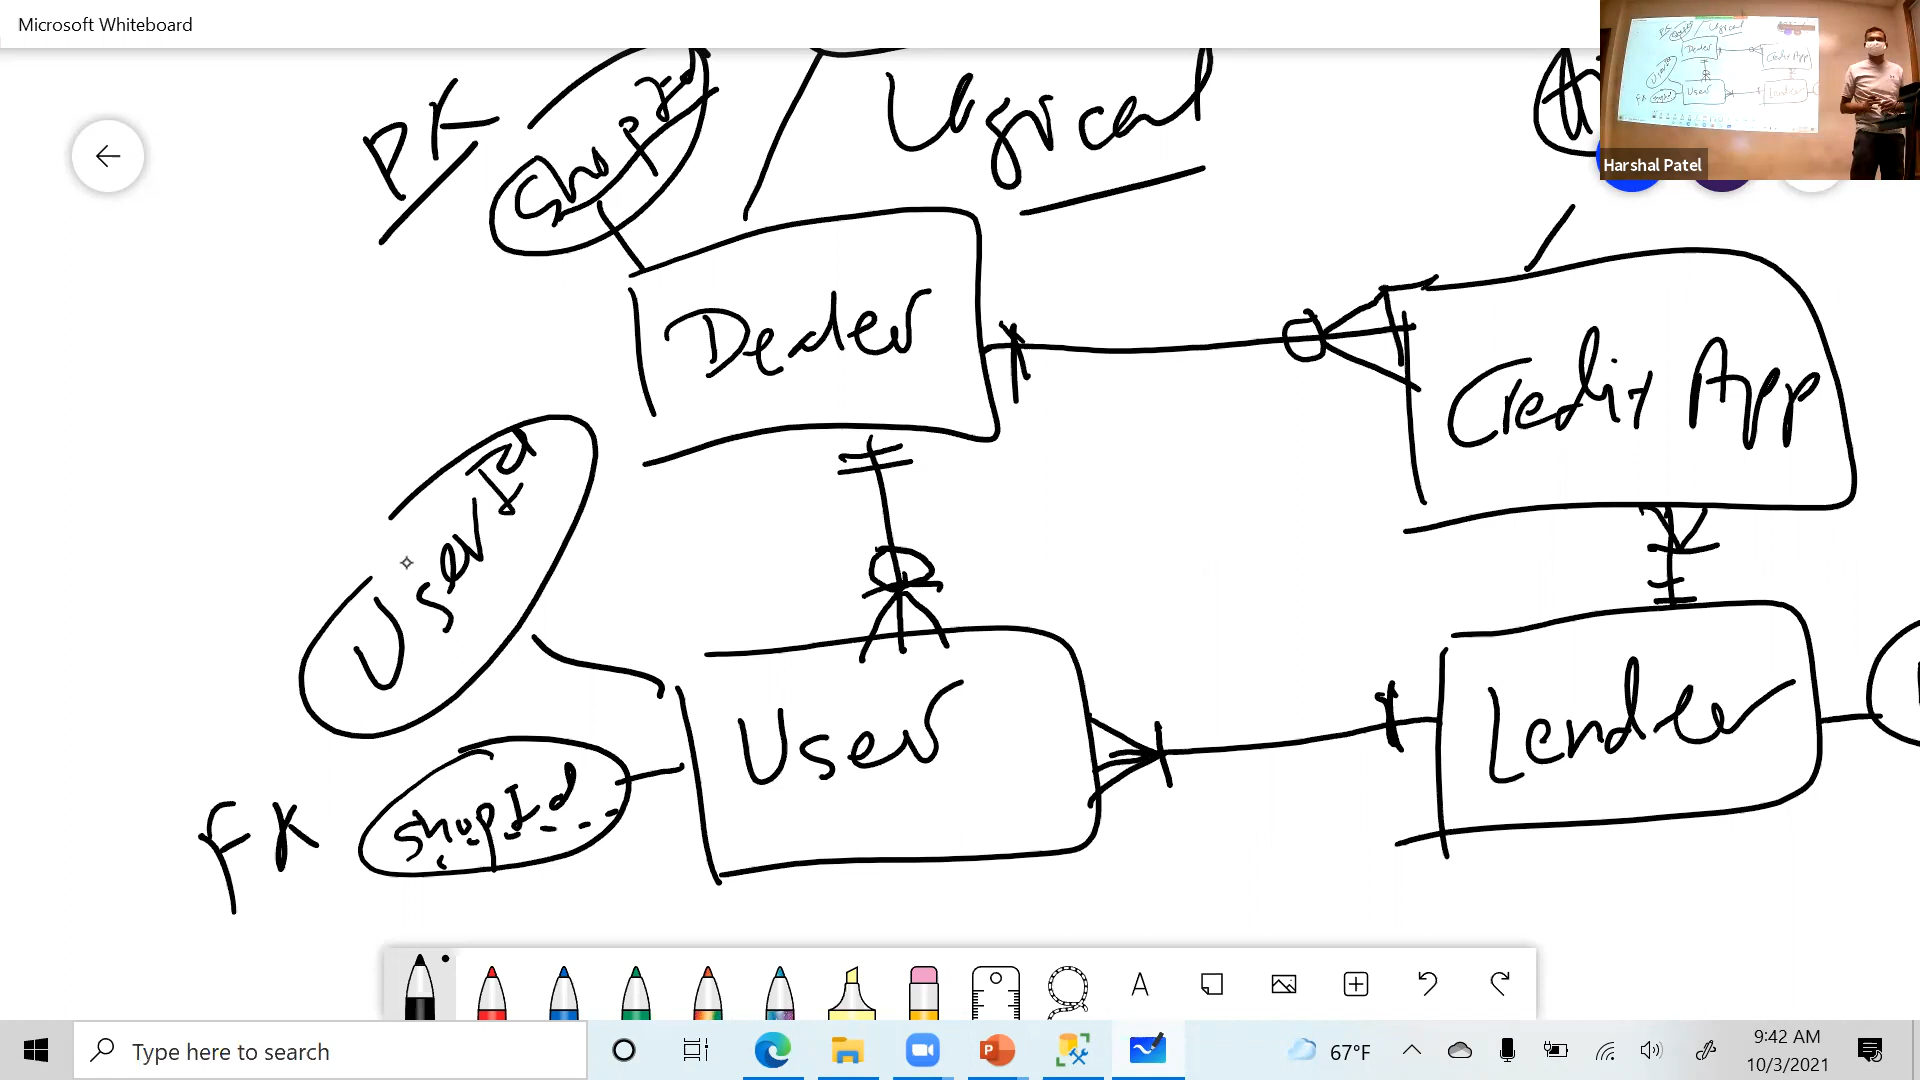 Microsoft Whiteboard
Harshal Patel
PK
ShopId
Logical
Dealer
Credit App
UserId
User
Lender
FK
ShopId
Type here to search
67°F
9:42 AM
10/3/2021